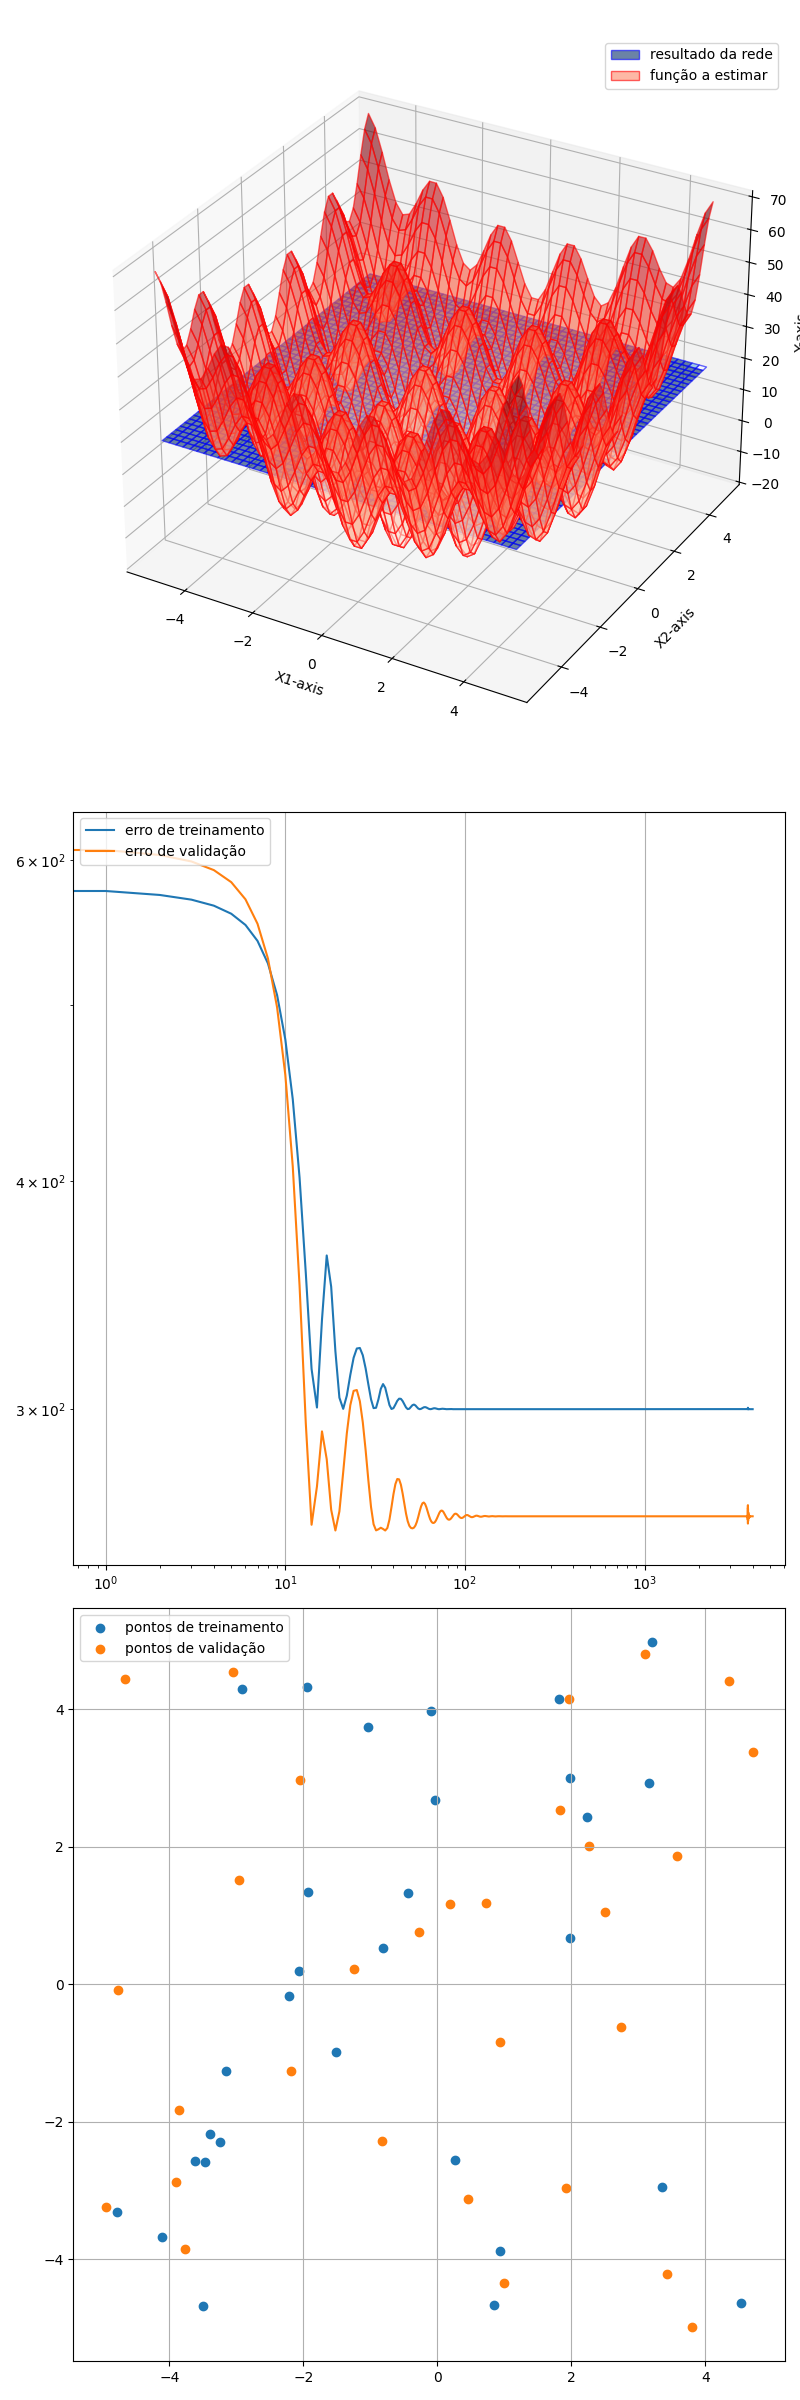 resultado da rede
função a estimar
70
60
50
40
30
20
10
0
−10
−20
X2-axis
4
2
0
−2
−4
−4
−2
0
2
4
X1-axis
erro de treinamento
erro de validação
6 × 10²
4 × 10²
3 × 10²
10⁰ 10¹ 10² 10³
pontos de treinamento
pontos de validação
4
2
0
−2
−4
−4 −2 0 2 4